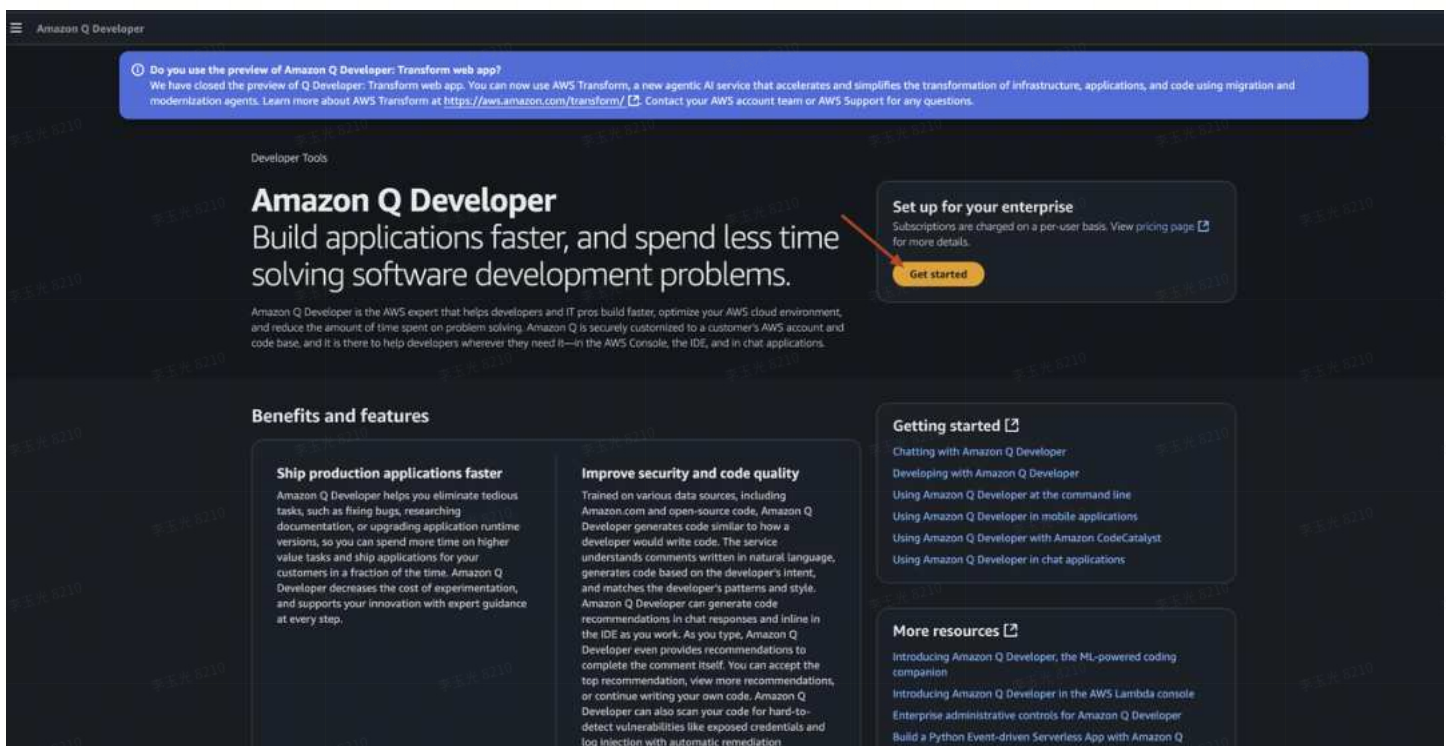 Amazon Q Developer
Do you use the preview of Amazon Q Developer: Transform web app?
We have closed the preview of Q Developer: Transform web app. You can now use AWS Transform, a new agentic AI service that accelerates and simplifies the transformation of infrastructure, applications, and code using migration and
modernization agents. Learn more about AWS Transform at https://aws.amazon.com/transform/. Contact your AWS account team or AWS Support for any questions.
Developer Tools
Amazon Q Developer
Build applications faster, and spend less time
solving software development problems.
Amazon Q Developer is the AWS expert that helps developers and IT pros build faster, optimize your AWS cloud environment,
and reduce the amount of time spent on problem solving. Amazon Q is securely customized to a customer's AWS account and
code base, and it is there to help developers wherever they need it—in the AWS Console, the IDE, and in chat applications.
Set up for your enterprise
Subscriptions are charged on a per-user basis. View pricing page
for more details.
Get started
Benefits and features
Ship production applications faster
Amazon Q Developer helps you eliminate tedious
tasks, such as fixing bugs, researching
documentation, or upgrading application runtime
versions, so you can spend more time on higher
value tasks and ship applications for your
customers in a fraction of the time. Amazon Q
Developer decreases the cost of experimentation,
and supports your innovation with expert guidance
at every step.
Improve security and code quality
Trained on various data sources, including
Amazon.com and open-source code, Amazon Q
Developer generates code similar to how a
developer would write code. The service
understands comments written in natural language,
generates code based on the developer's intent,
and matches the developer's patterns and style.
Amazon Q Developer can generate code
recommendations in chat responses and inline in
the IDE as you work. As you type, Amazon Q
Developer even provides recommendations to
complete the comment itself. You can accept the
top recommendation, view more recommendations,
or continue writing your own code. Amazon Q
Developer can also scan your code for hard-to-
detect vulnerabilities like exposed credentials and
log injection with automatic remediation
Getting started
Chatting with Amazon Q Developer
Developing with Amazon Q Developer
Using Amazon Q Developer at the command line
Using Amazon Q Developer in mobile applications
Using Amazon Q Developer with Amazon CodeCatalyst
Using Amazon Q Developer in chat applications
More resources
Introducing Amazon Q Developer, the ML-powered coding
companion
Introducing Amazon Q Developer in the AWS Lambda console
Enterprise administrative controls for Amazon Q Developer
Build a Python Event-driven Serverless App with Amazon Q